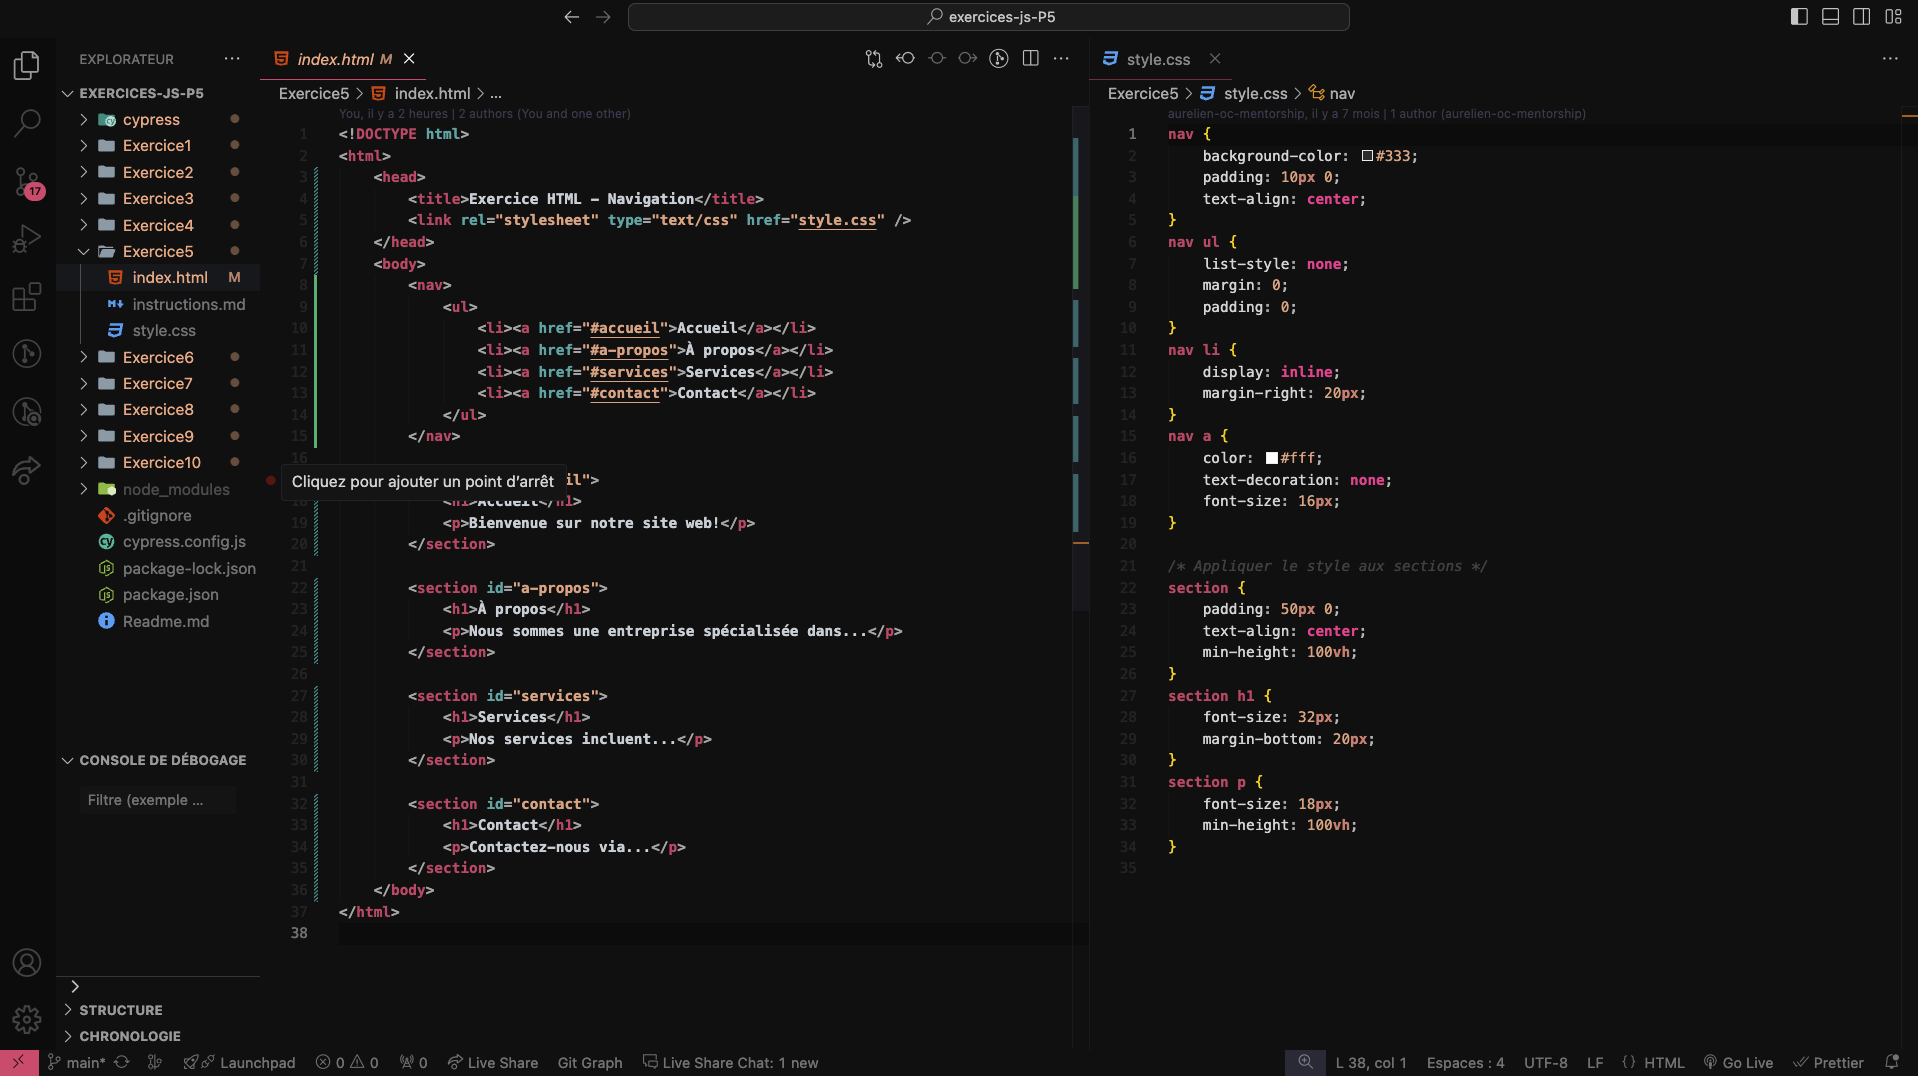 exercices-js-P5
EXPLORATEUR
EXERCICES-JS-P5
cypress
Exercice1
Exercice2
Exercice3
Exercice4
Exercice5
index.html M
instructions.md
style.css
Exercice6
Exercice7
Exercice8
Exercice9
Exercice10
node_modules
.gitignore
cypress.config.js
package-lock.json
package.json
Readme.md
17
CONSOLE DE DÉBOGAGE
Filtre (exemple ...
STRUCTURE
CHRONOLOGIE
index.html M
Exercice5 > index.html > ...
You, il y a 2 heures | 2 authors (You and one other)
1 <!DOCTYPE html>
2 <html>
3 <head>
4 <title>Exercice HTML - Navigation</title>
5 <link rel="stylesheet" type="text/css" href="style.css" />
6 </head>
7 <body>
8 <nav>
9 <ul>
10 <li><a href="#accueil">Accueil</a></li>
11 <li><a href="#a-propos">À propos</a></li>
12 <li><a href="#services">Services</a></li>
13 <li><a href="#contact">Contact</a></li>
14 </ul>
15 </nav>
16
Cliquez pour ajouter un point d'arrêt il">
18 <h1>Accueil</h1>
19 <p>Bienvenue sur notre site web!</p>
20 </section>
21
22 <section id="a-propos">
23 <h1>À propos</h1>
24 <p>Nous sommes une entreprise spécialisée dans...</p>
25 </section>
26
27 <section id="services">
28 <h1>Services</h1>
29 <p>Nos services incluent...</p>
30 </section>
31
32 <section id="contact">
33 <h1>Contact</h1>
34 <p>Contactez-nous via...</p>
35 </section>
36 </body>
37 </html>
38
style.css
Exercice5 > style.css > nav
aurelien-oc-mentorship, il y a 7 mois | 1 author (aurelien-oc-mentorship)
1 nav {
2 background-color: #333;
3 padding: 10px 0;
4 text-align: center;
5 }
6 nav ul {
7 list-style: none;
8 margin: 0;
9 padding: 0;
10 }
11 nav li {
12 display: inline;
13 margin-right: 20px;
14 }
15 nav a {
16 color: #fff;
17 text-decoration: none;
18 font-size: 16px;
19 }
20
21 /* Appliquer le style aux sections */
22 section {
23 padding: 50px 0;
24 text-align: center;
25 min-height: 100vh;
26 }
27 section h1 {
28 font-size: 32px;
29 margin-bottom: 20px;
30 }
31 section p {
32 font-size: 18px;
33 min-height: 100vh;
34 }
35
main* Launchpad 0 0 0 Live Share Git Graph Live Share Chat: 1 new L 38, col 1 Espaces : 4 UTF-8 LF {} HTML Go Live Prettier